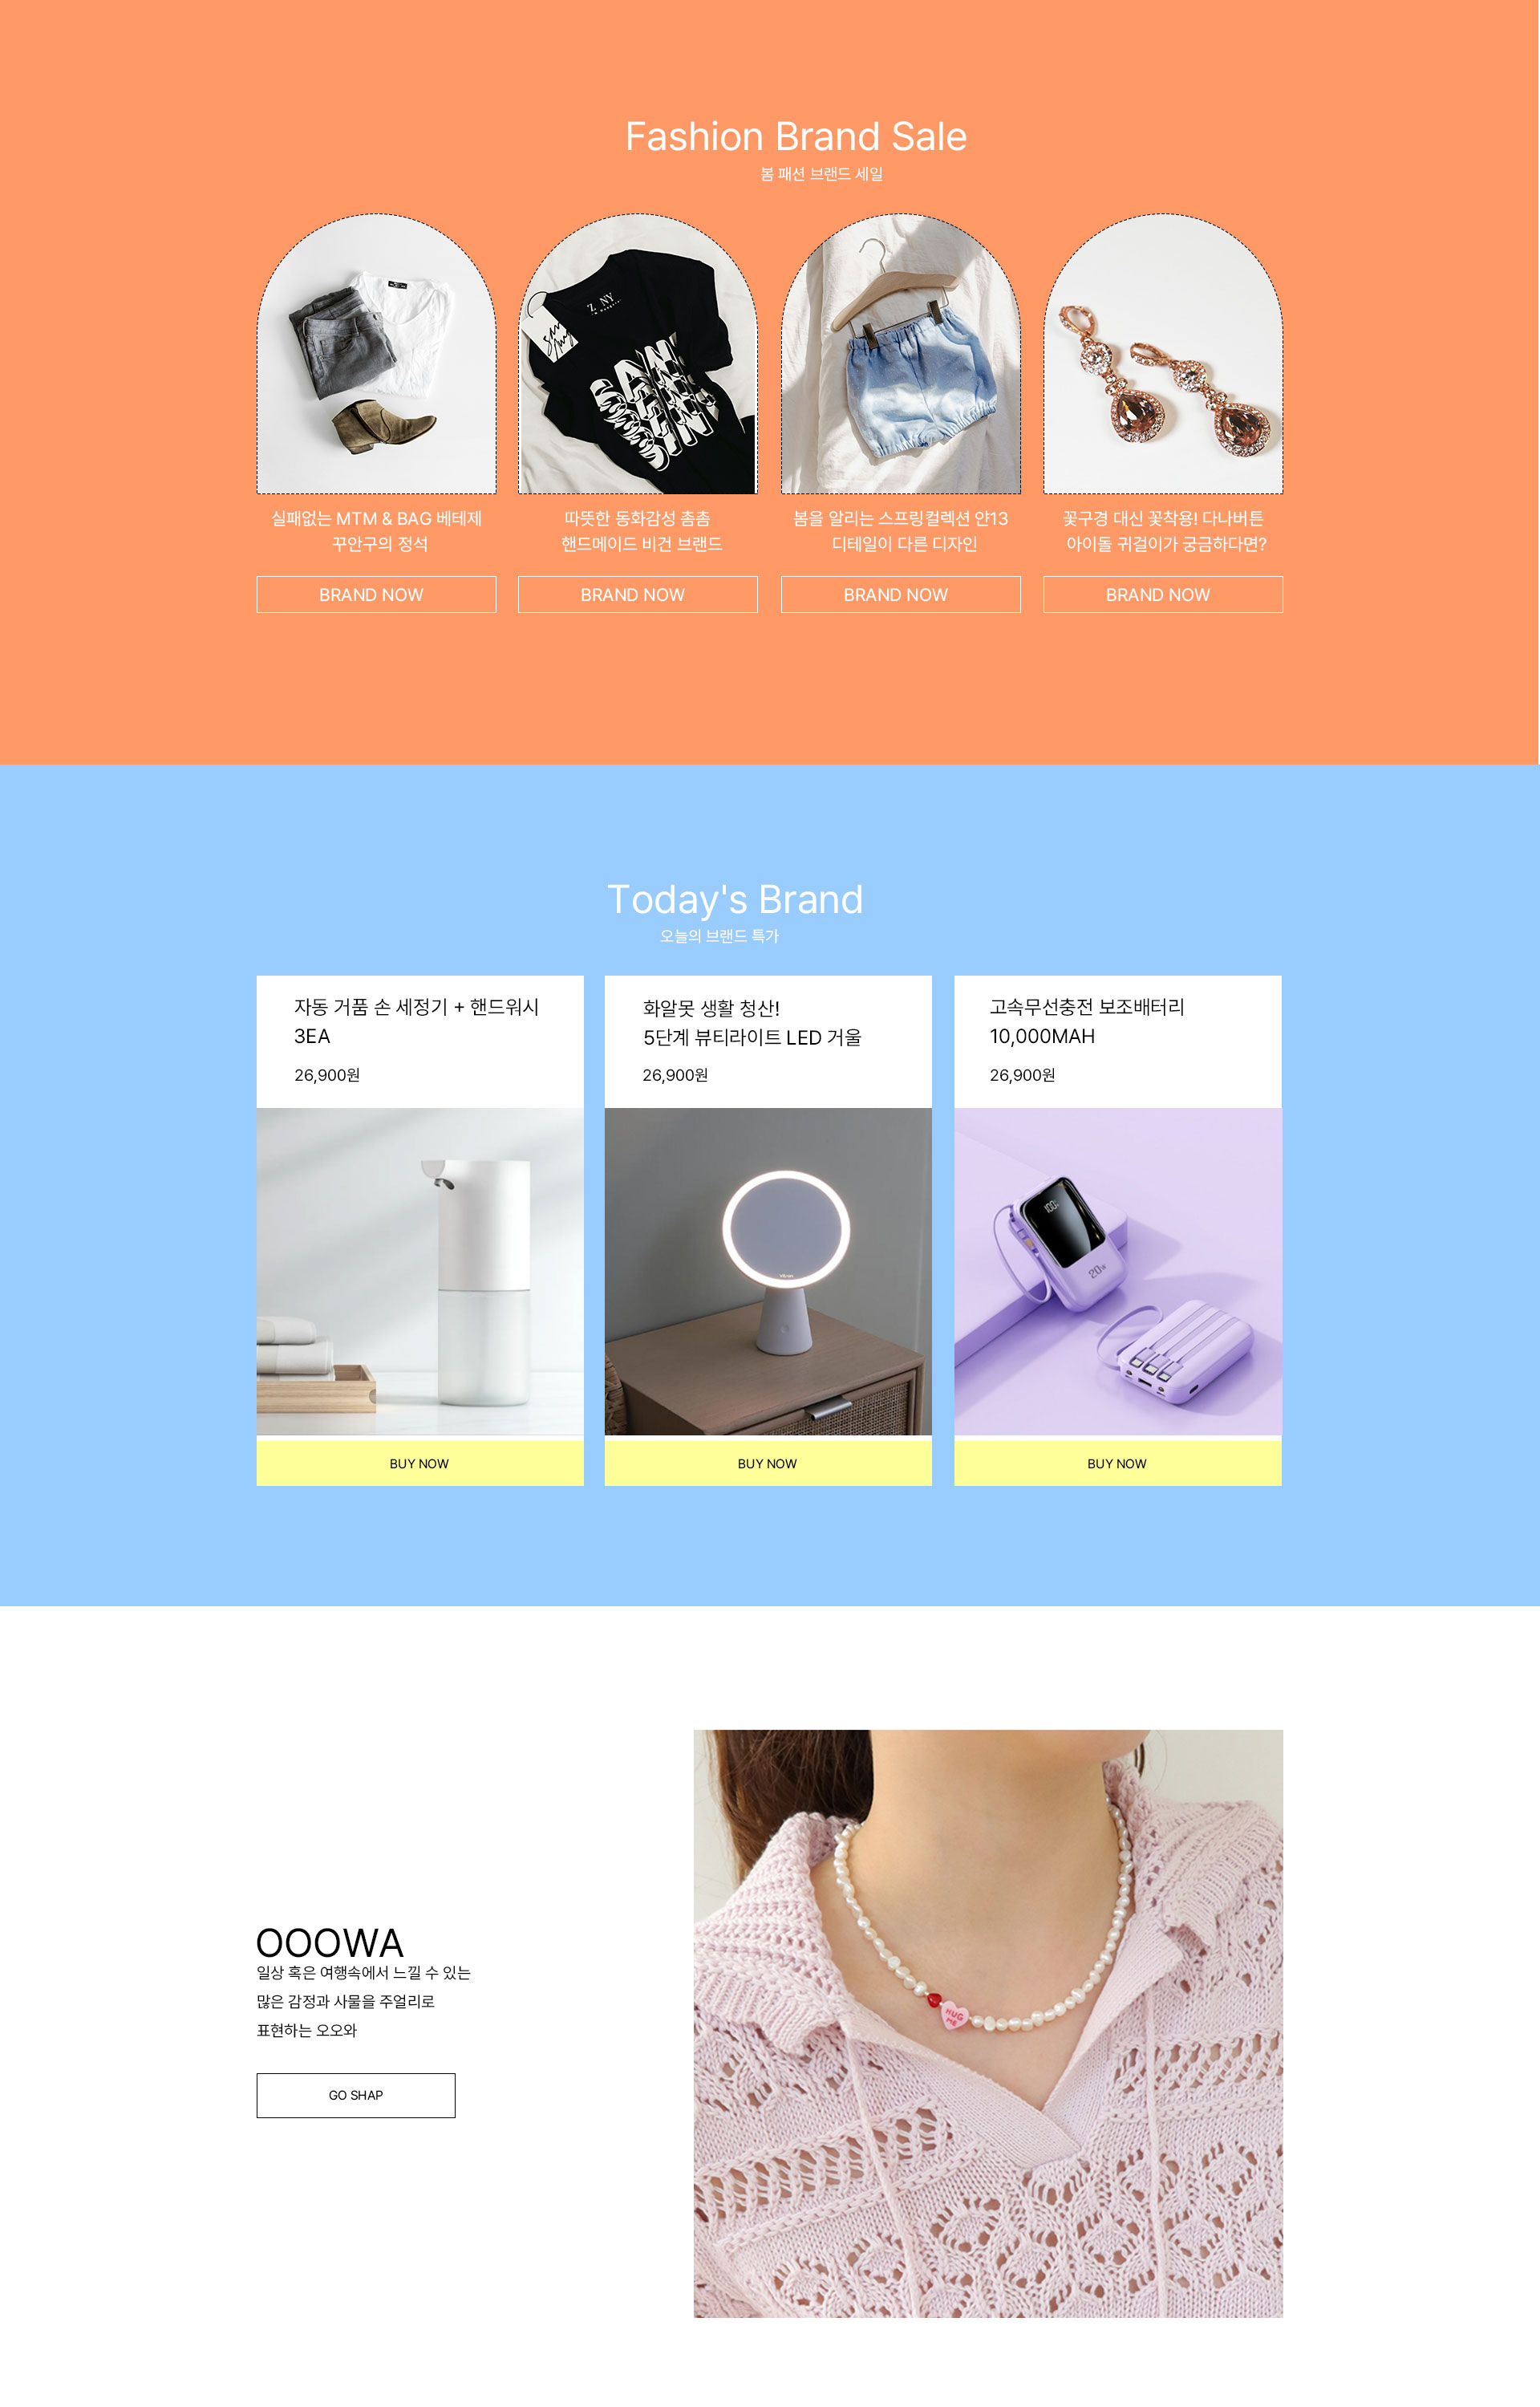 Fashion Brand Sale
봄 패션 브랜드 세일
Z NY
실패없는 MTM & BAG 베테제
꾸안구의 정석
BRAND NOW
따뜻한 동화감성 촘촘
핸드메이드 비건 브랜드
BRAND NOW
봄을 알리는 스프링컬렉션 얀13
디테일이 다른 디자인
BRAND NOW
꽃구경 대신 꽃착용! 다나버튼
아이돌 귀걸이가 궁금하다면?
BRAND NOW
Today's Brand
오늘의 브랜드 특가
자동 거품 손 세정기 + 핸드워시
3EA
26,900원
BUY NOW
화알못 생활 청산!
5단계 뷰티라이트 LED 거울
26,900원
BUY NOW
고속무선충전 보조배터리
10,000MAH
26,900원
100
20
BUY NOW
OOOWA
일상 혹은 여행속에서 느낄 수 있는
많은 감정과 사물을 주얼리로
표현하는 오오와
GO SHAP
HUG
ME